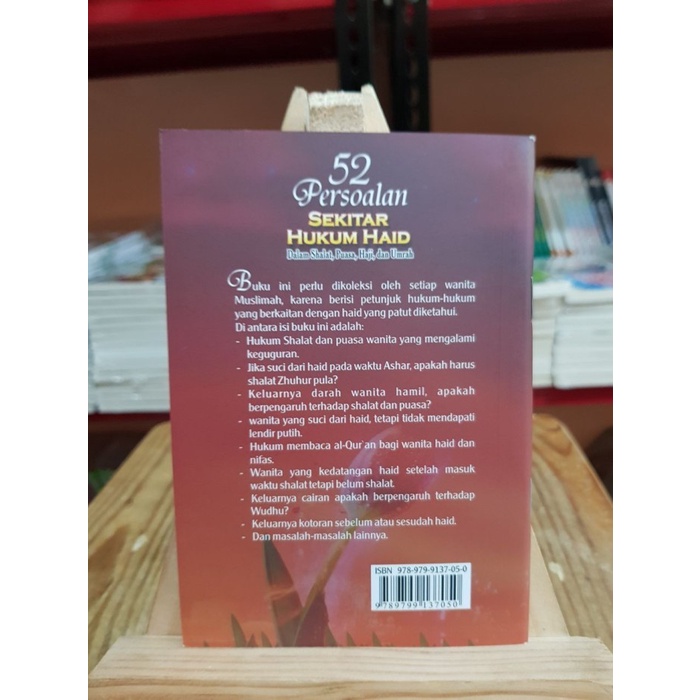 52
Persoalan
SEKITAR
HUKUM HAID
Dalam Shalat, Puasa, Haji, dan Umrah
Buku ini perlu dikoleksi oleh setiap wanita
Muslimah, karena berisi petunjuk hukum-hukum
yang berkaitan dengan haid yang patut diketahui.
Di antara isi buku ini adalah:
- Hukum Shalat dan puasa wanita yang mengalami
keguguran.
- Jika suci dari haid pada waktu Ashar, apakah harus
shalat Zhuhur pula?
- Keluarnya darah wanita hamil, apakah
berpengaruh terhadap shalat dan puasa?
- wanita yang suci dari haid, tetapi tidak mendapati
lendir putih.
- Hukum membaca al-Qur'an bagi wanita haid dan
nifas.
- Wanita yang kedatangan haid setelah masuk
waktu shalat tetapi belum shalat.
- Keluarnya cairan apakah berpengaruh terhadap
Wudhu?
- Keluarnya kotoran sebelum atau sesudah haid.
- Dan masalah-masalah lainnya.
ISBN 978-979-9137-05-0
9789799137050